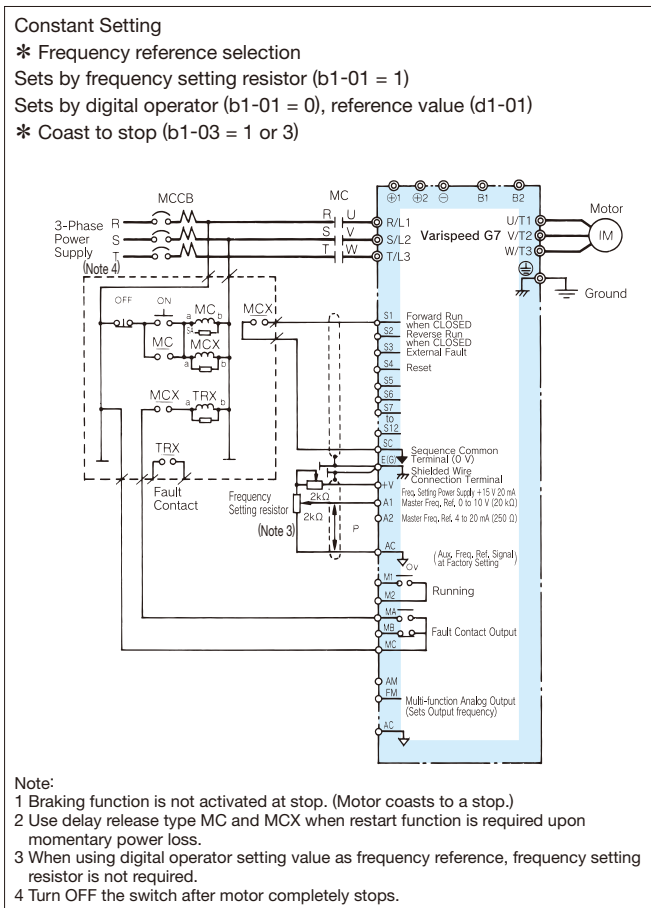 Constant Setting
＊ Frequency reference selection
Sets by frequency setting resistor (b1-01 = 1)
Sets by digital operator (b1-01 = 0), reference value (d1-01)
＊ Coast to stop (b1-03 = 1 or 3)
⊕1 ⊕2 ⊖ B1 B2
MCCB MC
3-Phase
Power
Supply
(Note 4)
R
S
T
R U
S V
T W
R/L1
S/L2
T/L3
Varispeed G7
U/T1
V/T2
W/T3
Motor
IM
Ground
OFF ON
a MC b
MCX
S4
MC
MCX
a b
MCX
a TRX b
TRX
Fault
Contact
S1 Forward Run
when CLOSED
S2 Reverse Run
when CLOSED
S3 External Fault
S4 Reset
S5
S6
S7
to
S12
SC Sequence Common
Terminal (0 V)
E(G) Shielded Wire
Connection Terminal
Frequency
Setting resistor
(Note 3)
2kΩ
2kΩ
P
+V Freq. Setting Power Supply +15 V 20 mA
A1 Master Freq. Ref. 0 to 10 V (20 kΩ)
A2 Master Freq. Ref. 4 to 20 mA (250 Ω)
AC
0V
(Aux. Freq. Ref. Signal
at Factory Setting)
M1
M2
Running
MA
MB
MC
Fault Contact Output
AM
FM
Multi-function Analog Output
(Sets Output frequency)
AC
Note:
1 Braking function is not activated at stop. (Motor coasts to a stop.)
2 Use delay release type MC and MCX when restart function is required upon
momentary power loss.
3 When using digital operator setting value as frequency reference, frequency setting
resistor is not required.
4 Turn OFF the switch after motor completely stops.